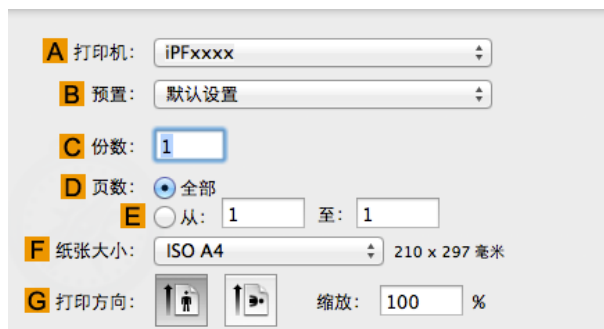 A 打印机: iPFxxxx
B 预置: 默认设置
C 份数: 1
D 页数: 全部
E 从: 1 至: 1
F 纸张大小: ISO A4 210 x 297 毫米
G 打印方向: 缩放: 100 %